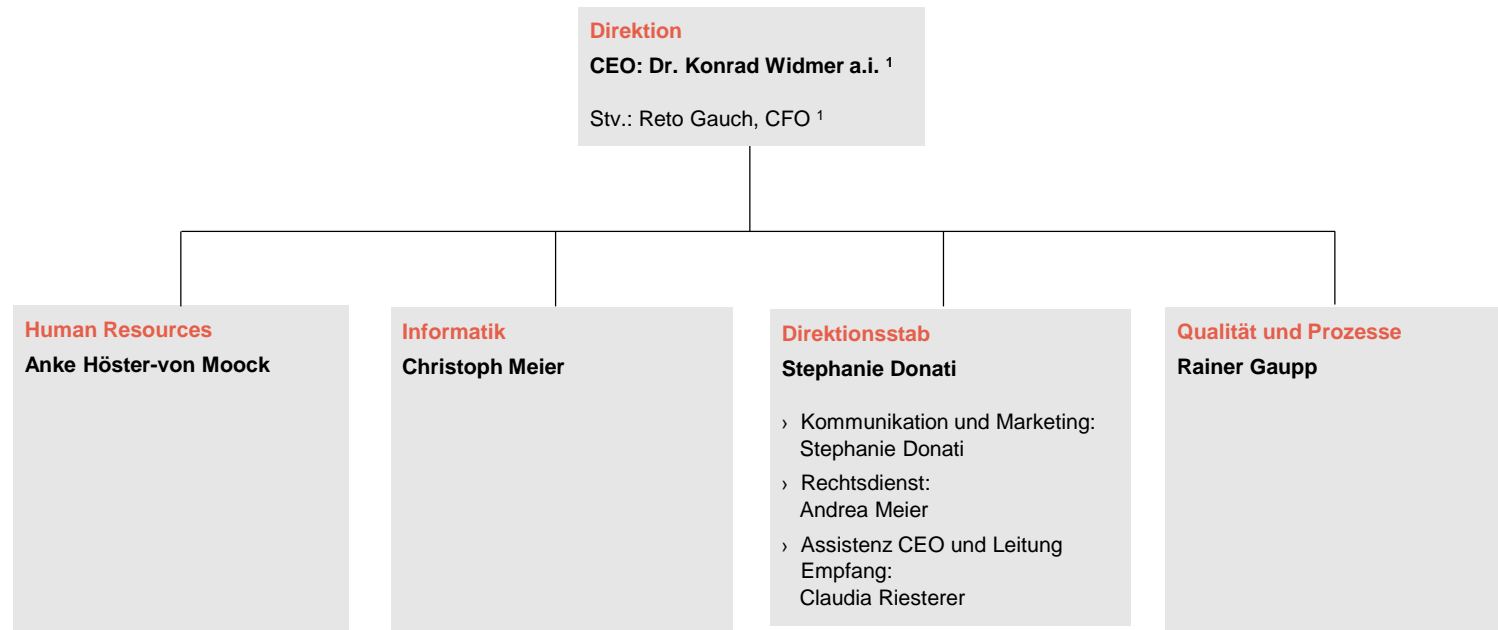 Direktion
CEO: Dr. Konrad Widmer a.i. ¹
Stv.: Reto Gauch, CFO ¹
Human Resources
Anke Höster-von Moock
Informatik
Christoph Meier
Direktionsstab
Stephanie Donati
› Kommunikation und Marketing:
Stephanie Donati
› Rechtsdienst:
Andrea Meier
› Assistenz CEO und Leitung
Empfang:
Claudia Riesterer
Qualität und Prozesse
Rainer Gaupp